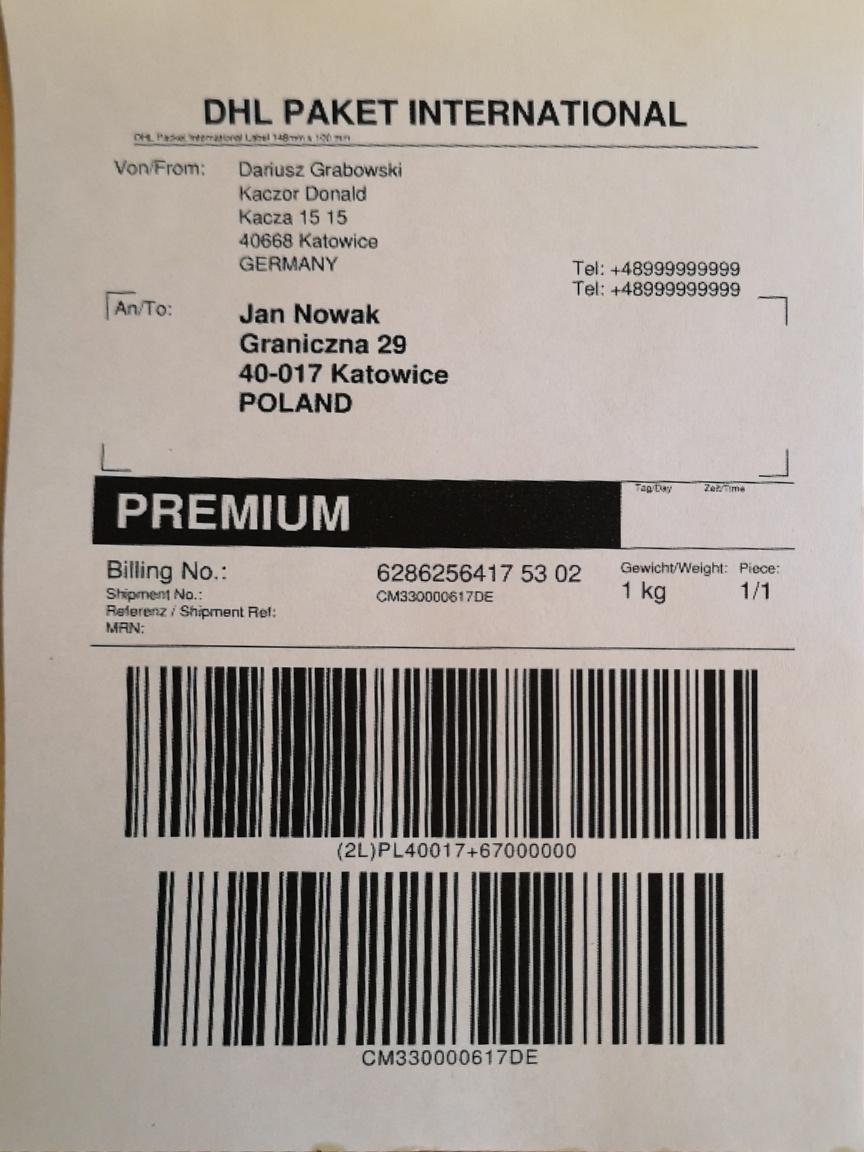 DHL PAKET INTERNATIONAL
DHL Packet International Label 148mm x 100 mm
Von/From:
Dariusz Grabowski
Kaczor Donald
Kacza 15 15
40668 Katowice
GERMANY
Tel: +48999999999
Tel: +48999999999
An/To:
Jan Nowak
Graniczna 29
40-017 Katowice
POLAND
PREMIUM
Tag/Day Zeit/Time
Billing No.: 6286256417 53 02
Gewicht/Weight: Piece:
Shipment No.: CM330000617DE
1 kg 1/1
Referenz / Shipment Ref:
MRN:
(2L)PL40017+67000000
CM330000617DE